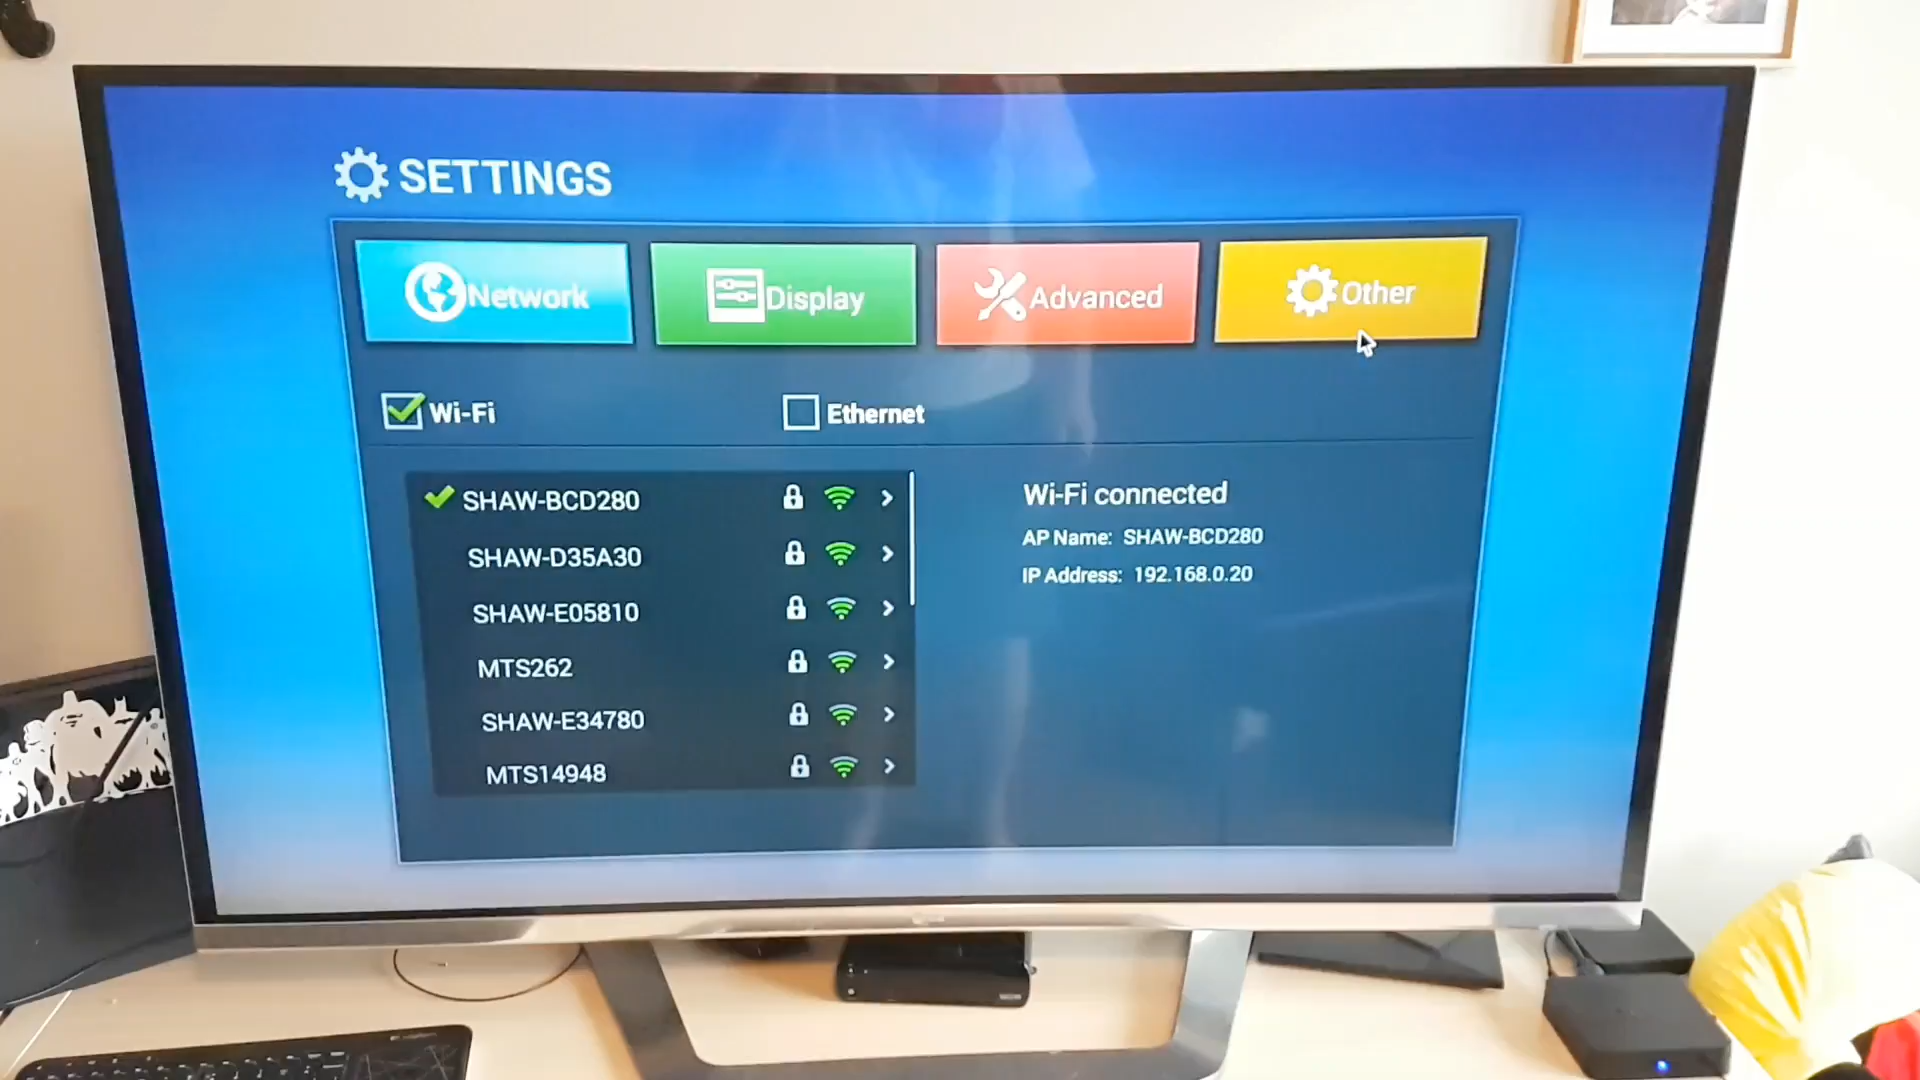 SETTINGS
Network
Display
Advanced
Other
Wi-Fi
Ethernet
SHAW-BCD280
SHAW-D35A30
SHAW-E05810
MTS262
SHAW-E34780
MTS14948
Wi-Fi connected
AP Name: SHAW-BCD280
IP Address: 192.168.0.20